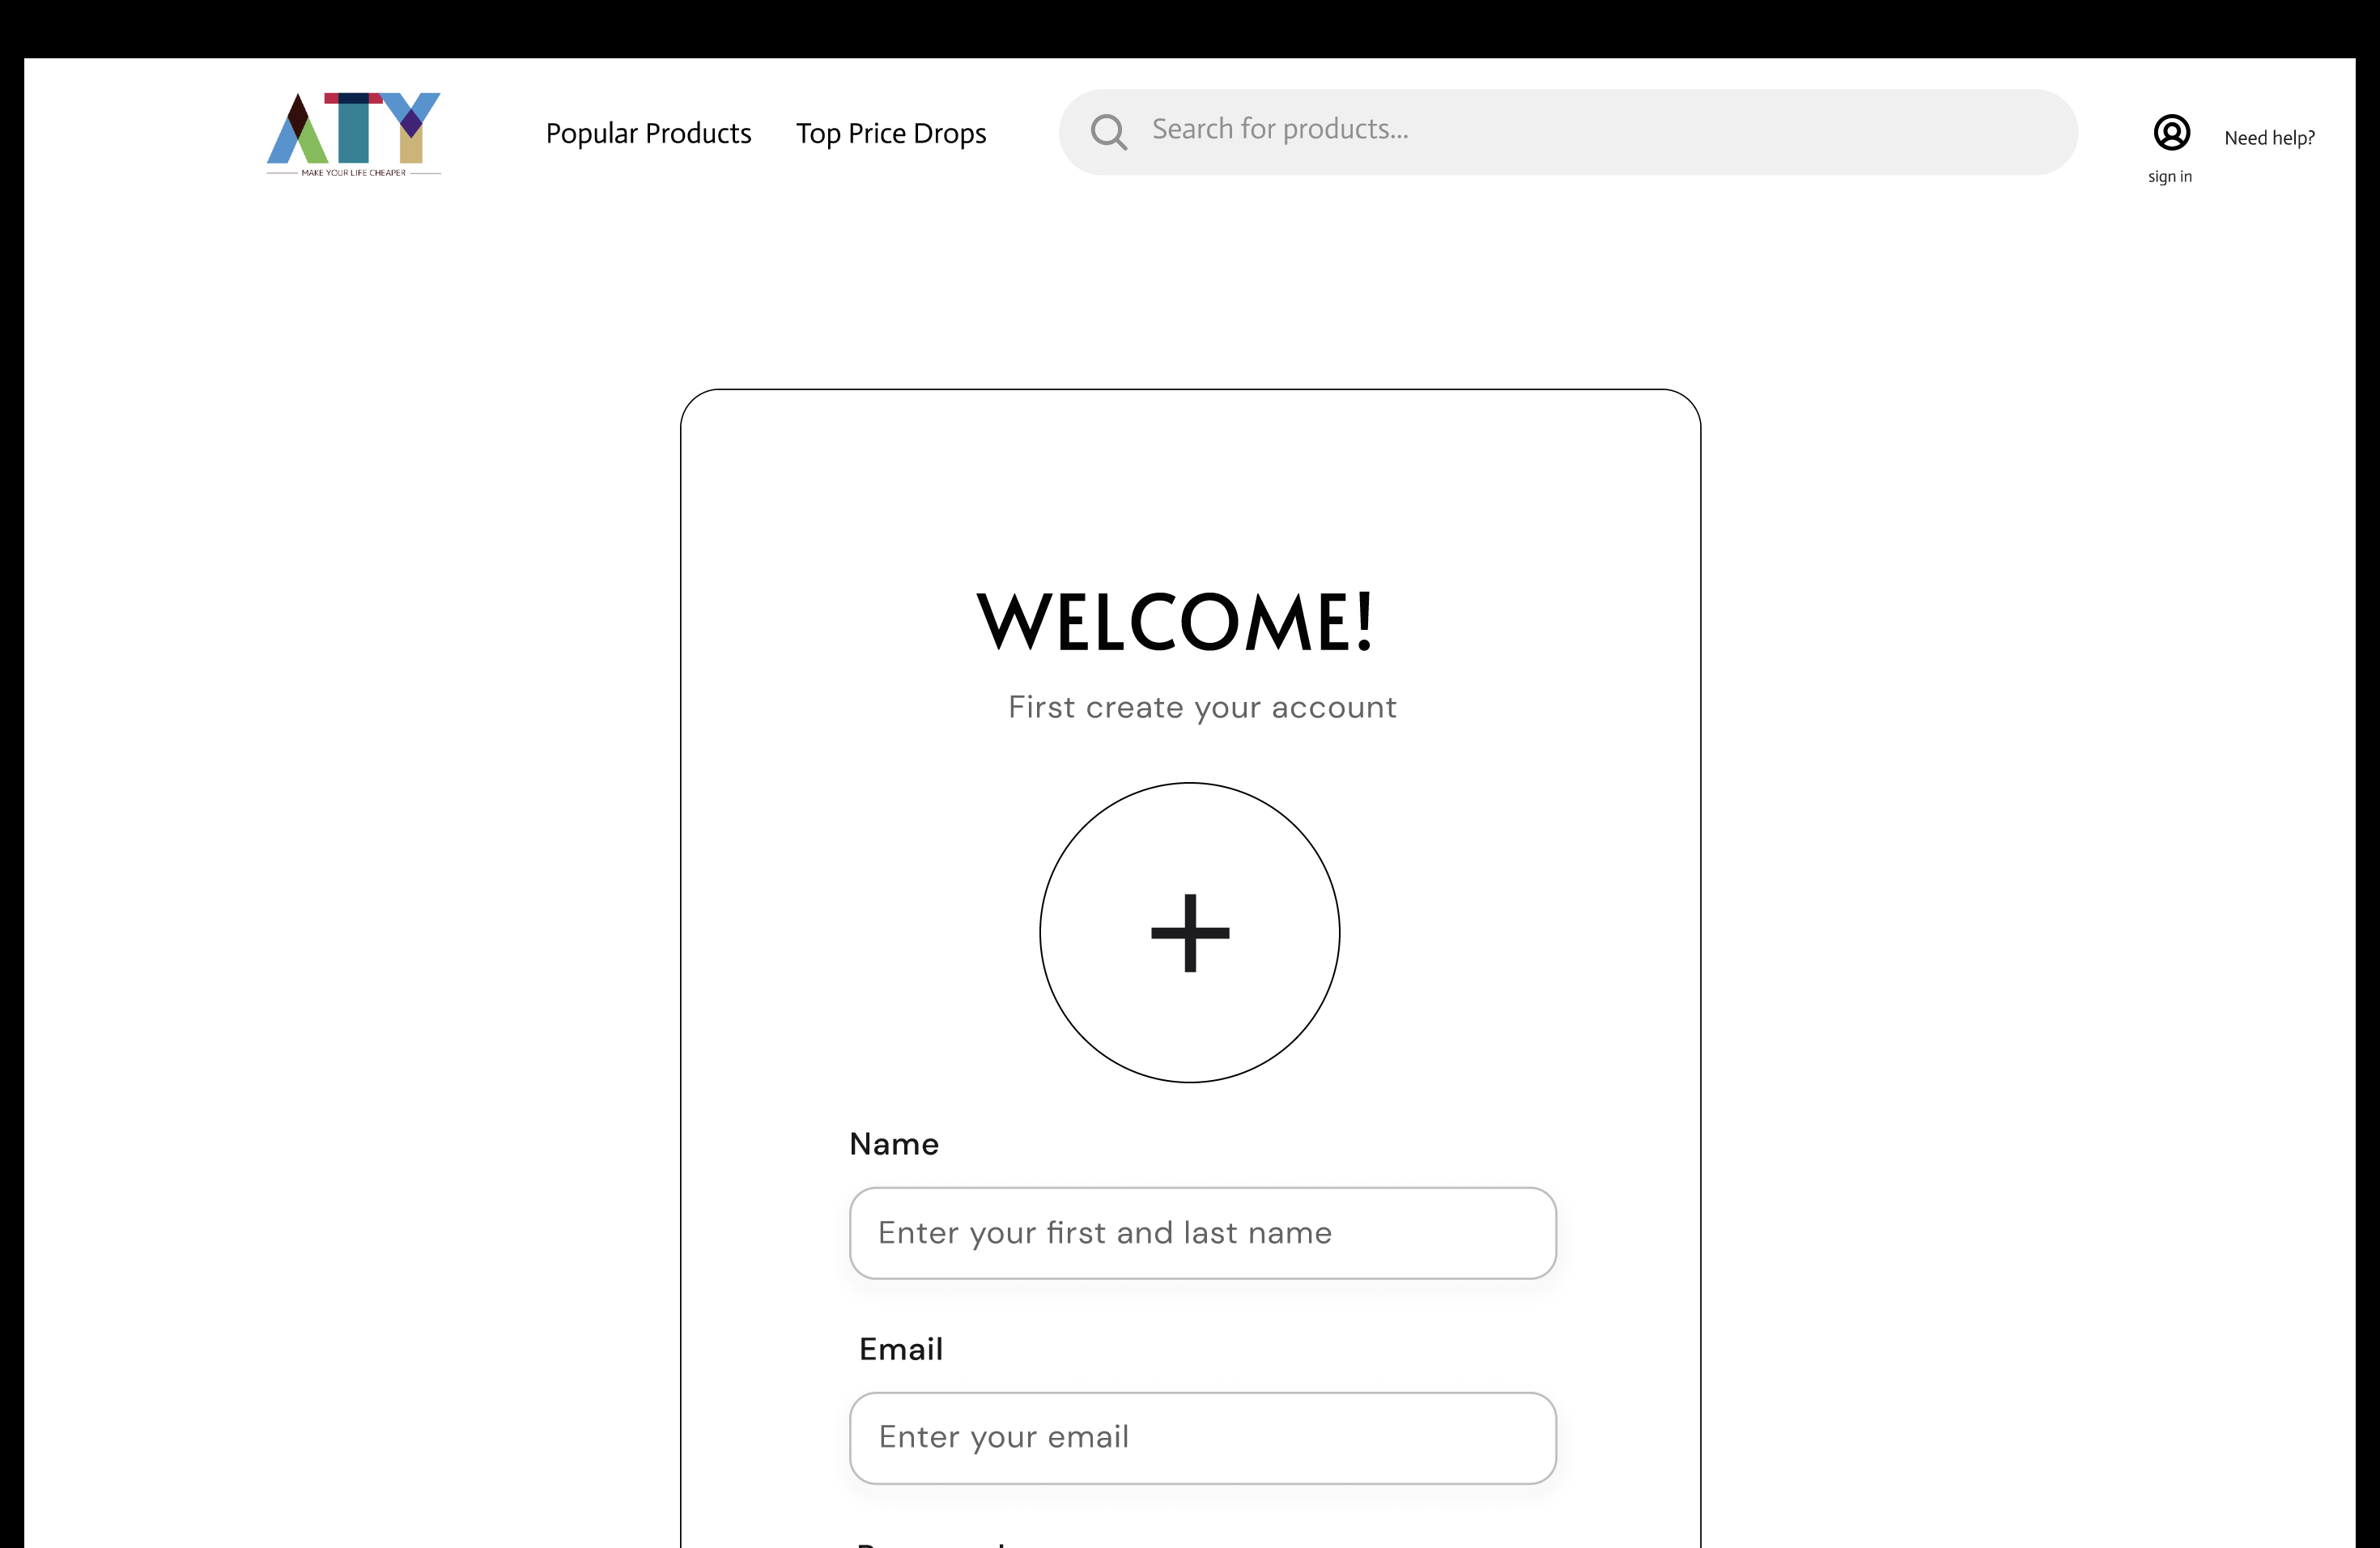 ATY
MAKE YOUR LIFE CHEAPER
Popular Products
Top Price Drops
Search for products...
sign in
Need help?
WELCOME!
First create your account
Name
Enter your first and last name
Email
Enter your email